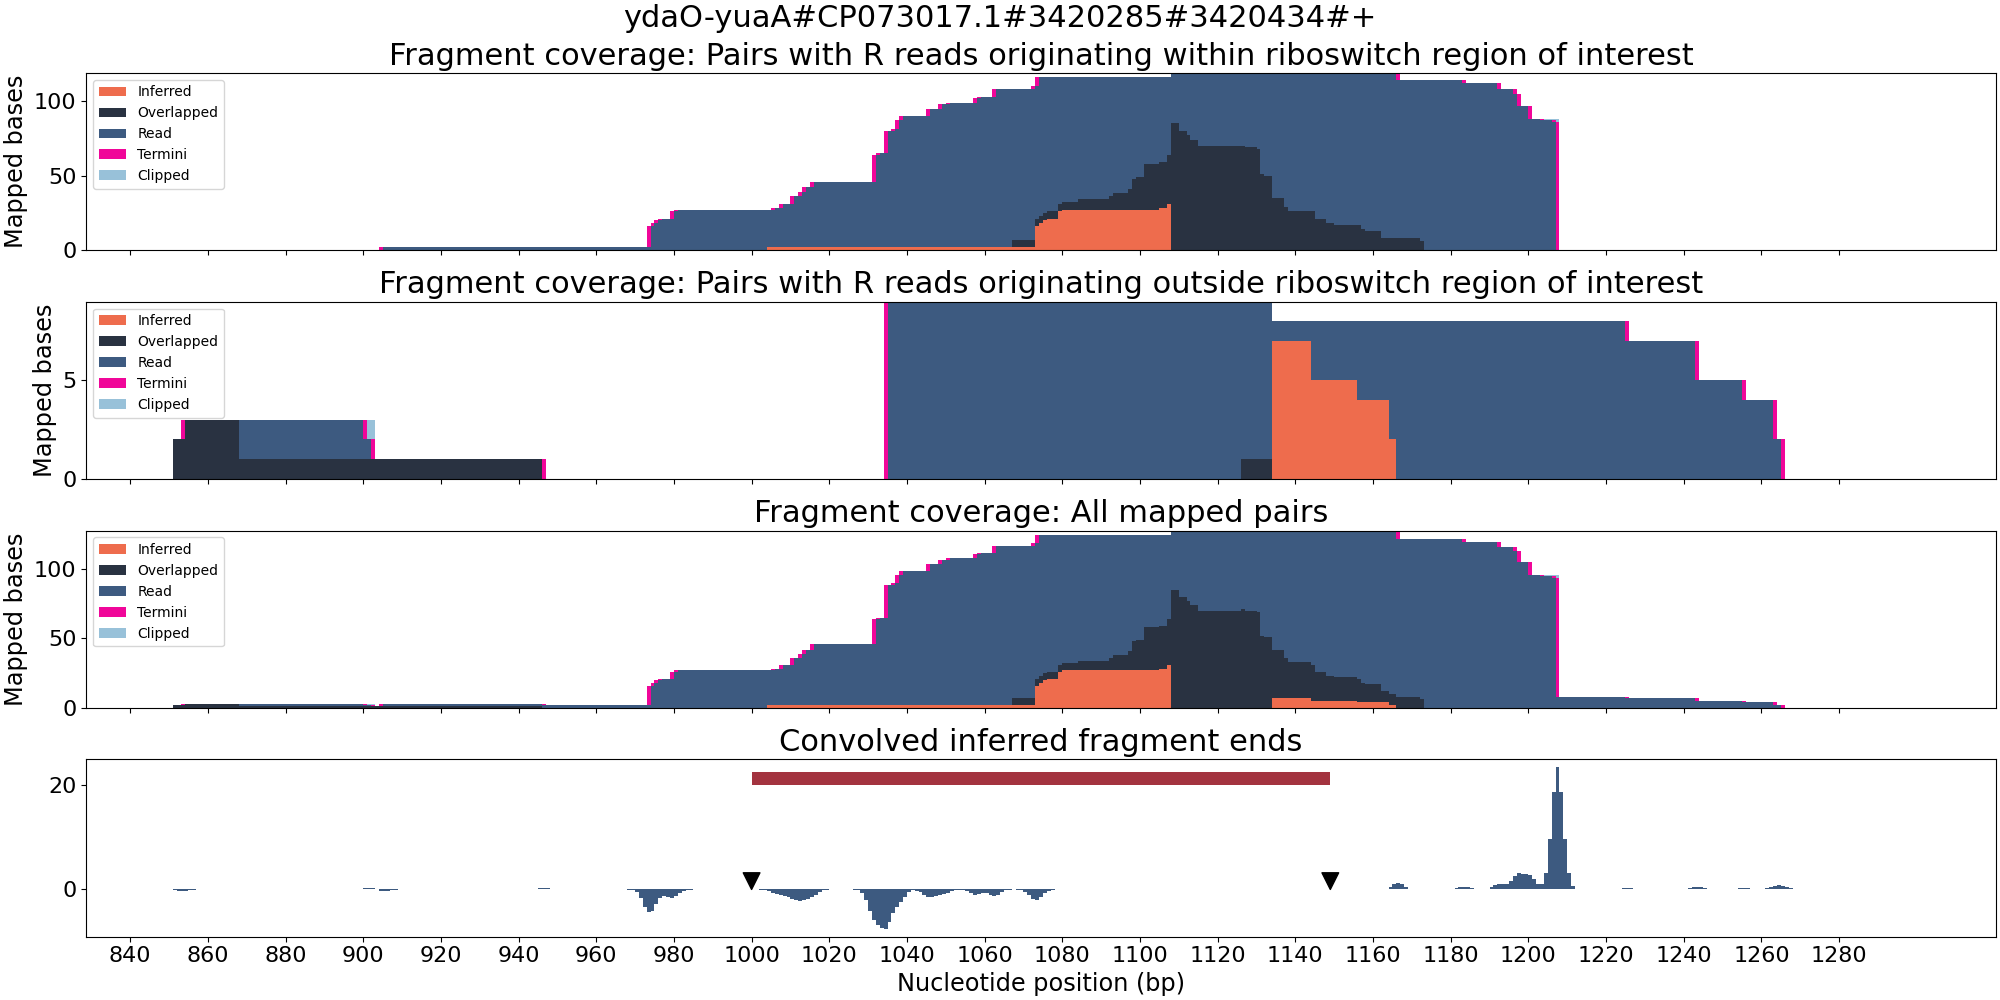 ydaO-yuaA#CP073017.1#3420285#3420434#+
Fragment coverage: Pairs with R reads originating within riboswitch region of interest
Mapped bases
100
50
0
Inferred
Overlapped
Read
Termini
Clipped
Fragment coverage: Pairs with R reads originating outside riboswitch region of interest
Mapped bases
5
0
Inferred
Overlapped
Read
Termini
Clipped
Fragment coverage: All mapped pairs
Mapped bases
100
50
0
Inferred
Overlapped
Read
Termini
Clipped
Convolved inferred fragment ends
20
0
840 860 880 900 920 940 960 980 1000 1020 1040 1060 1080 1100 1120 1140 1160 1180 1200 1220 1240 1260 1280
Nucleotide position (bp)